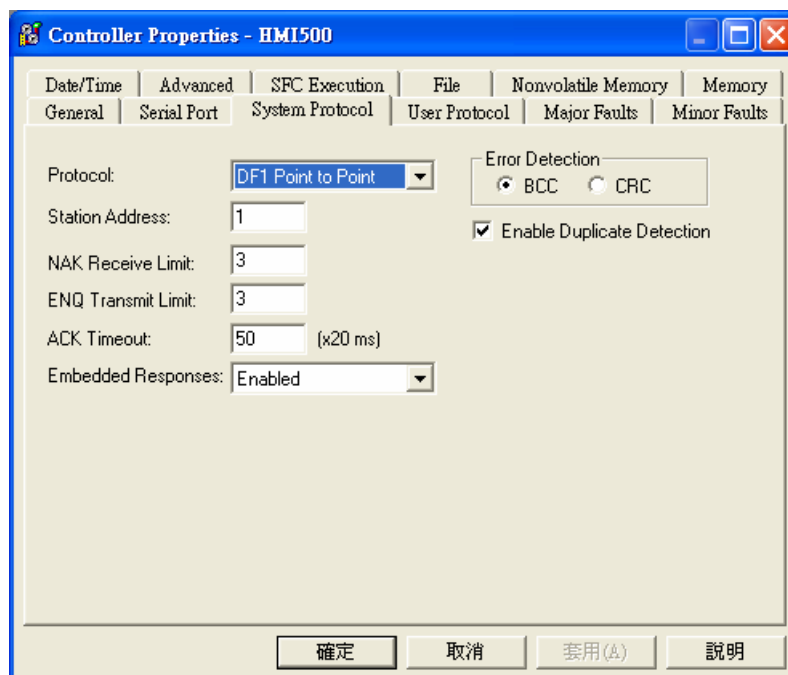 Controller Properties - HMI500
Date/Time Advanced SFC Execution File Nonvolatile Memory Memory
General Serial Port System Protocol User Protocol Major Faults Minor Faults
Protocol: DF1 Point to Point
Error Detection
BCC CRC
Station Address: 1
Enable Duplicate Detection
NAK Receive Limit: 3
ENQ Transmit Limit: 3
ACK Timeout: 50 (x20 ms)
Embedded Responses: Enabled
確定 取消 套用(A) 說明